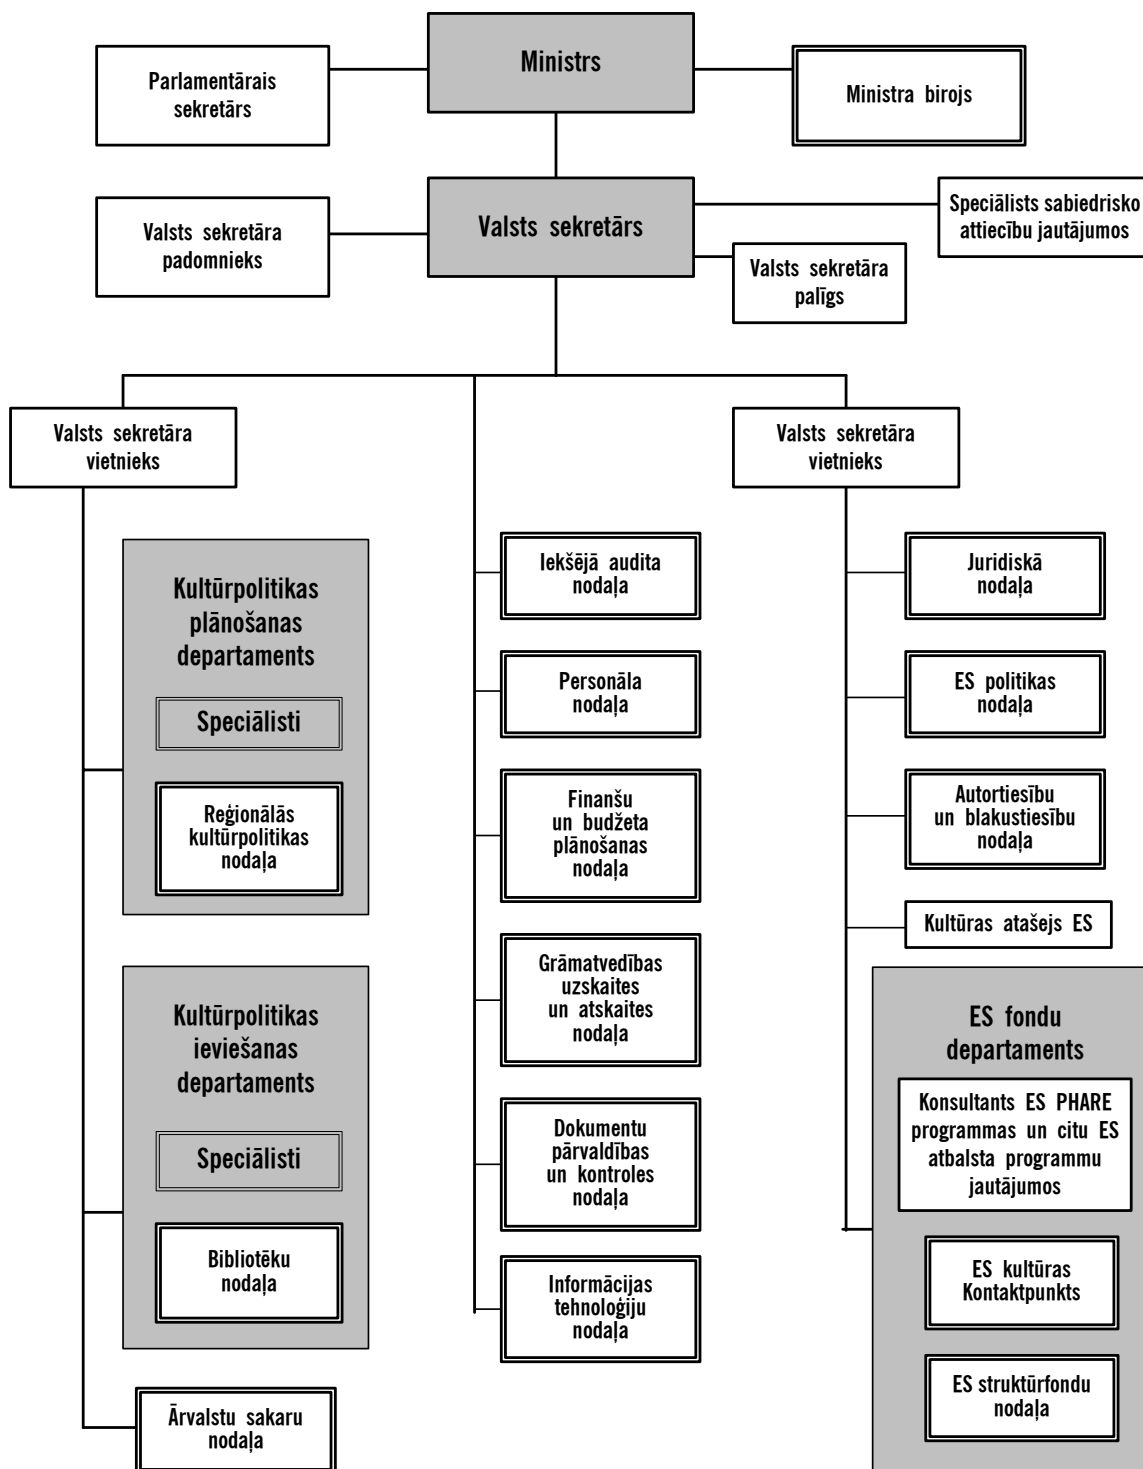 Ministrs
Parlamentārais
sekretārs
Ministra birojs
Valsts sekretārs
Valsts sekretāra
padomnieks
Speciālists sabiedrisko
attiecību jautājumos
Valsts sekretāra
palīgs
Valsts sekretāra
vietnieks
Valsts sekretāra
vietnieks
Kultūrpolitikas
plānošanas
departaments
Speciālisti
Reģionālās
kultūrpolitikas
nodaļa
Kultūrpolitikas
ieviešanas
departaments
Speciālisti
Bibliotēku
nodaļa
Ārvalstu sakaru
nodaļa
Iekšējā audita
nodaļa
Personāla
nodaļa
Finanšu
un budžeta
plānošanas
nodaļa
Grāmatvedības
uzskaites
un atskaites
nodaļa
Dokumentu
pārvaldības
un kontroles
nodaļa
Informācijas
tehnoloģiju
nodaļa
Juridiskā
nodaļa
ES politikas
nodaļa
Autortiesību
un blakustiesību
nodaļa
Kultūras atašejs ES
ES fondu
departaments
Konsultants ES PHARE
programmas un citu ES
atbalsta programmu
jautājumos
ES kultūras
Kontaktpunkts
ES struktūrfondu
nodaļa